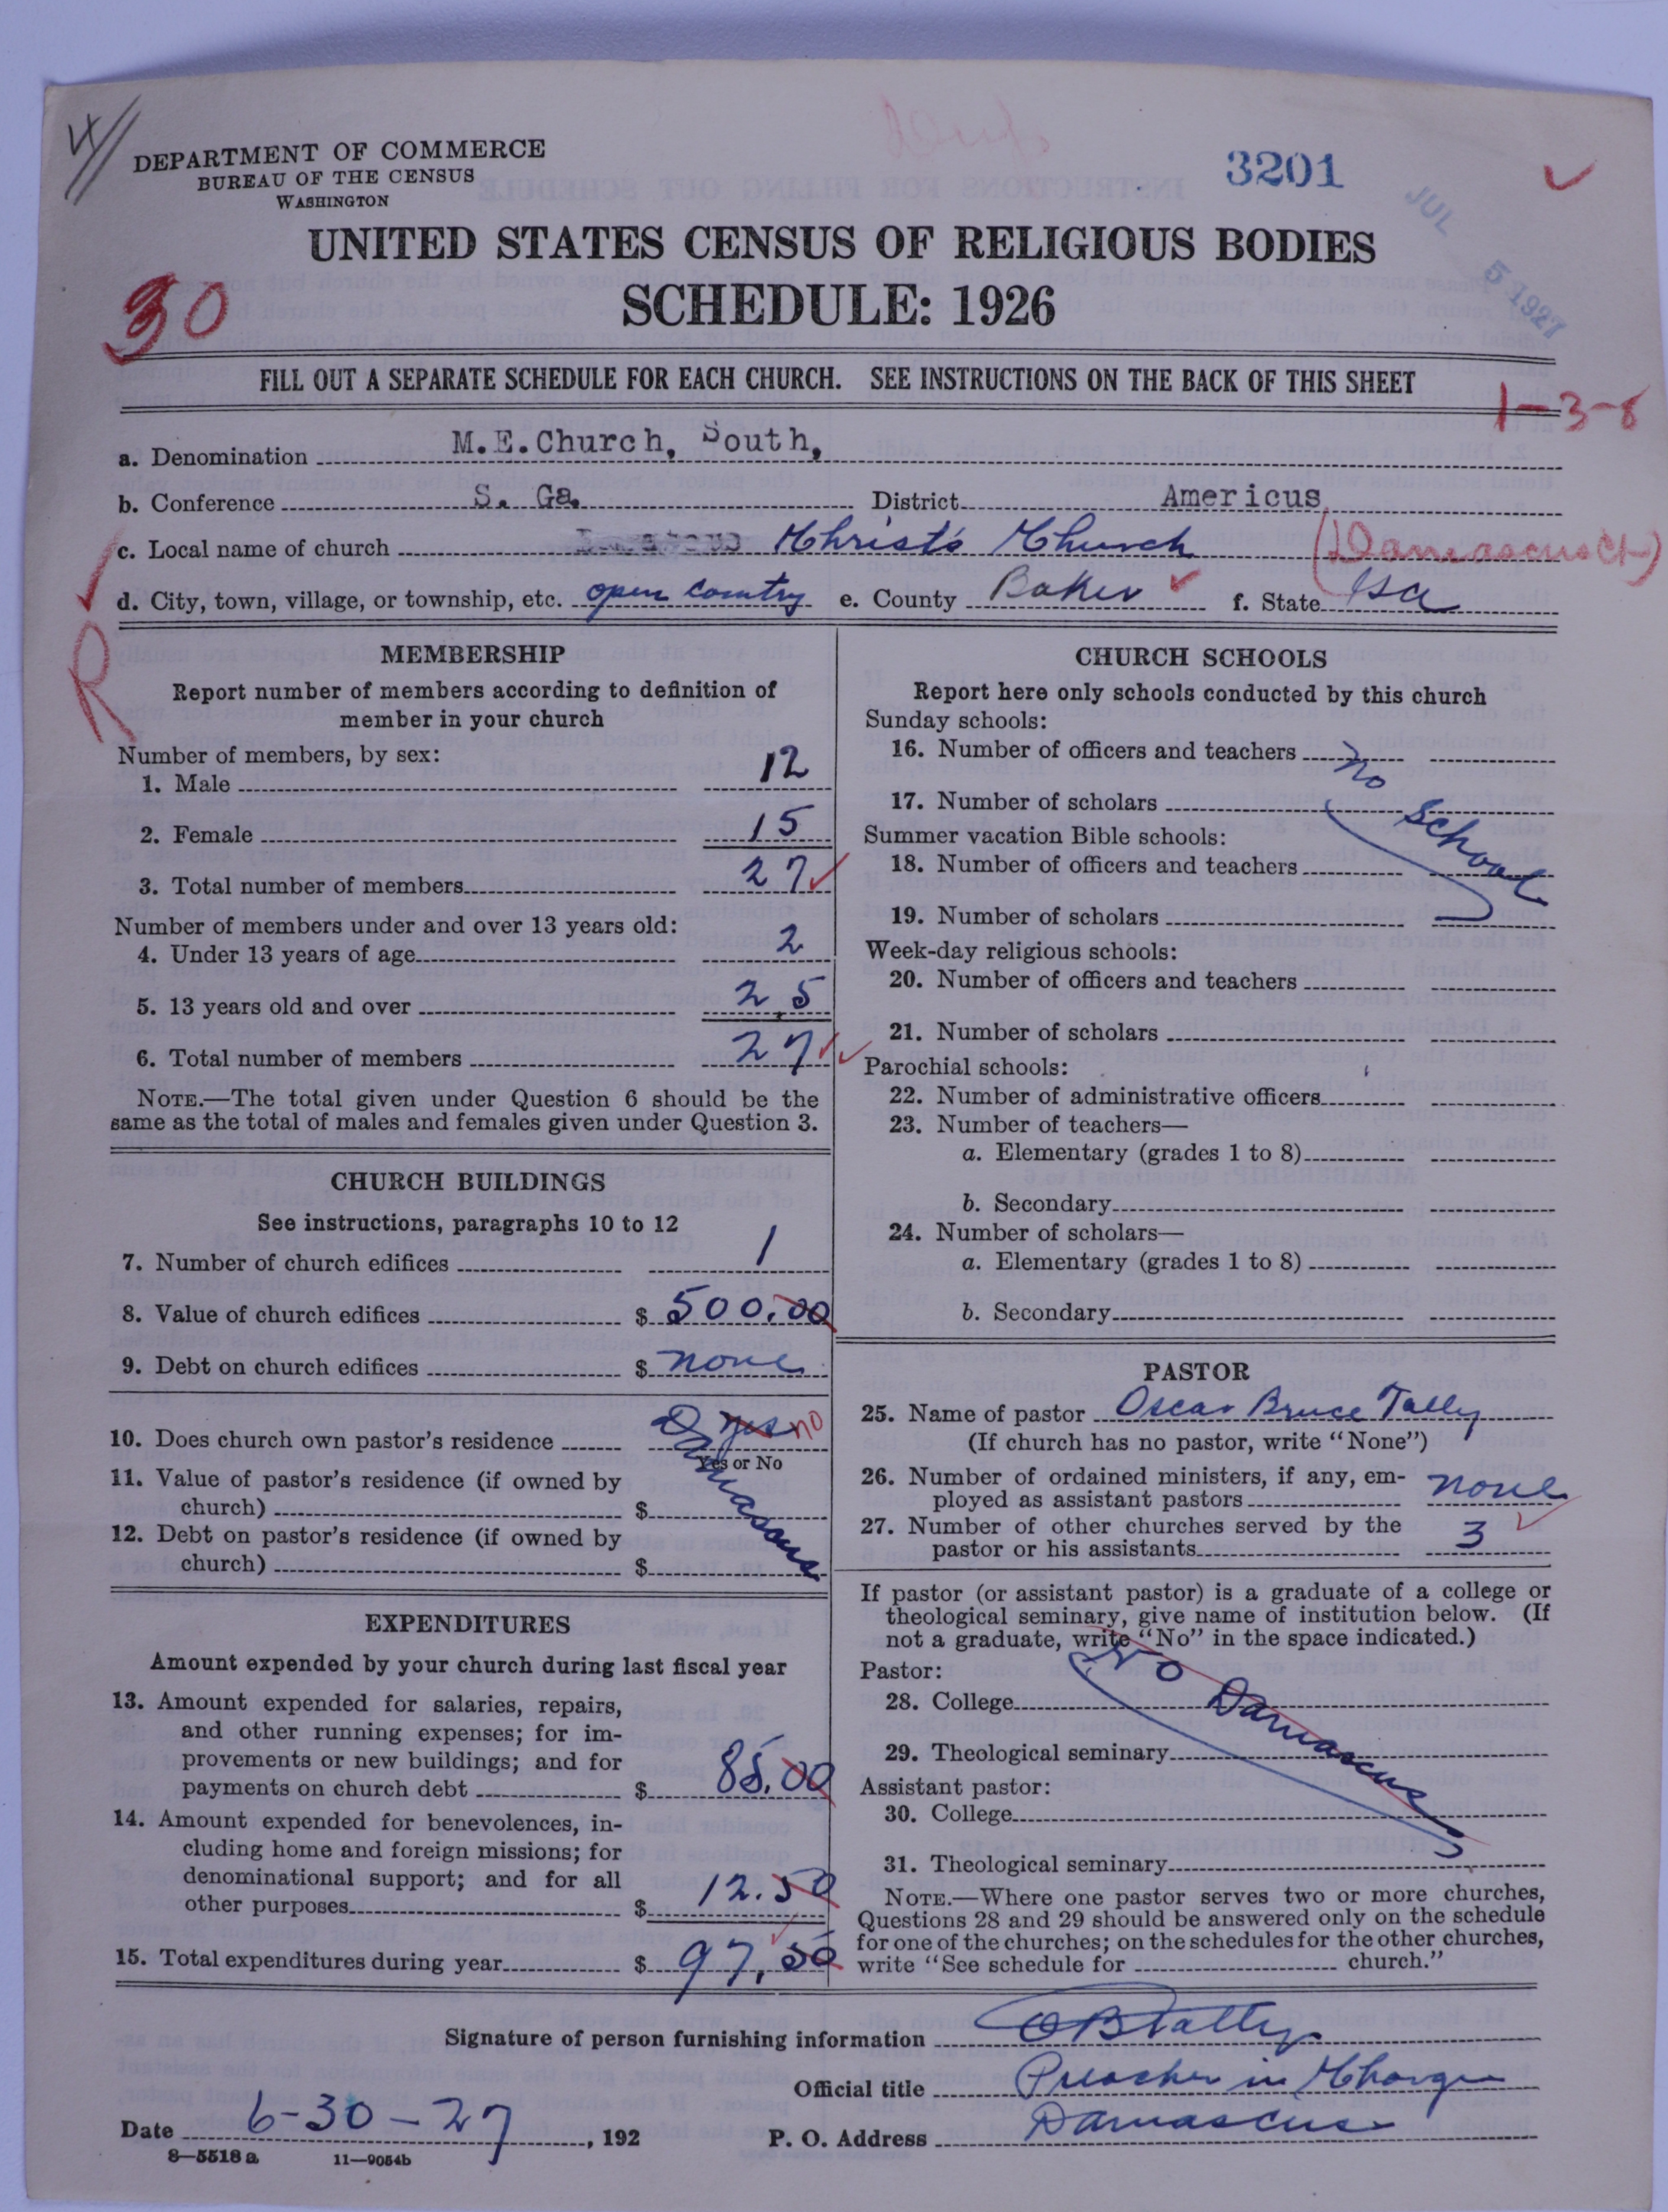 DEPARTMENT OF COMMERCE
BUREAU OF THE CENSUS
WASHINGTON
3201
JUL 5 1927
UNITED STATES CENSUS OF RELIGIOUS BODIES
SCHEDULE: 1926
30
FILL OUT A SEPARATE SCHEDULE FOR EACH CHURCH. SEE INSTRUCTIONS ON THE BACK OF THIS SHEET
1-3-8
a. Denomination M.E.Church, South,
b. Conference S. Ga. District Americus
c. Local name of church Christ's Church (Damascus Ct)
d. City, town, village, or township, etc. open country e. County Baker f. State Ga
R
MEMBERSHIP
Report number of members according to definition of
member in your church
Number of members, by sex:
1. Male 12
2. Female 15
3. Total number of members 27
Number of members under and over 13 years old:
4. Under 13 years of age 2
5. 13 years old and over 25
6. Total number of members 27
NOTE.—The total given under Question 6 should be the
same as the total of males and females given under Question 3.
CHURCH BUILDINGS
See instructions, paragraphs 10 to 12
7. Number of church edifices 1
8. Value of church edifices $ 500.00
9. Debt on church edifices $ none
10. Does church own pastor's residence yes no
Yes or No
Damascus
11. Value of pastor's residence (if owned by
church) $
12. Debt on pastor's residence (if owned by
church) $
EXPENDITURES
Amount expended by your church during last fiscal year
13. Amount expended for salaries, repairs,
and other running expenses; for im-
provements or new buildings; and for
payments on church debt $ 85.00
14. Amount expended for benevolences, in-
cluding home and foreign missions; for
denominational support; and for all
other purposes $ 12.50
15. Total expenditures during year $ 97.50
CHURCH SCHOOLS
Report here only schools conducted by this church
Sunday schools:
16. Number of officers and teachers no
17. Number of scholars School
Summer vacation Bible schools:
18. Number of officers and teachers
19. Number of scholars
Week-day religious schools:
20. Number of officers and teachers
21. Number of scholars
Parochial schools:
22. Number of administrative officers
23. Number of teachers—
a. Elementary (grades 1 to 8)
b. Secondary
24. Number of scholars—
a. Elementary (grades 1 to 8)
b. Secondary
PASTOR
25. Name of pastor Oscar Bruce Tally
(If church has no pastor, write "None")
26. Number of ordained ministers, if any, em-
ployed as assistant pastors none
27. Number of other churches served by the
pastor or his assistants 3
If pastor (or assistant pastor) is a graduate of a college or
theological seminary, give name of institution below. (If
not a graduate, write "No" in the space indicated.)
Pastor: No
28. College Damascus
29. Theological seminary
Assistant pastor:
30. College
31. Theological seminary
NOTE.—Where one pastor serves two or more churches,
Questions 28 and 29 should be answered only on the schedule
for one of the churches; on the schedules for the other churches,
write "See schedule for church."
Signature of person furnishing information OBTally
Official title Preacher in Charge
Date 6-30-27, 192 P. O. Address Damascus
8—5518 a 11—9054b